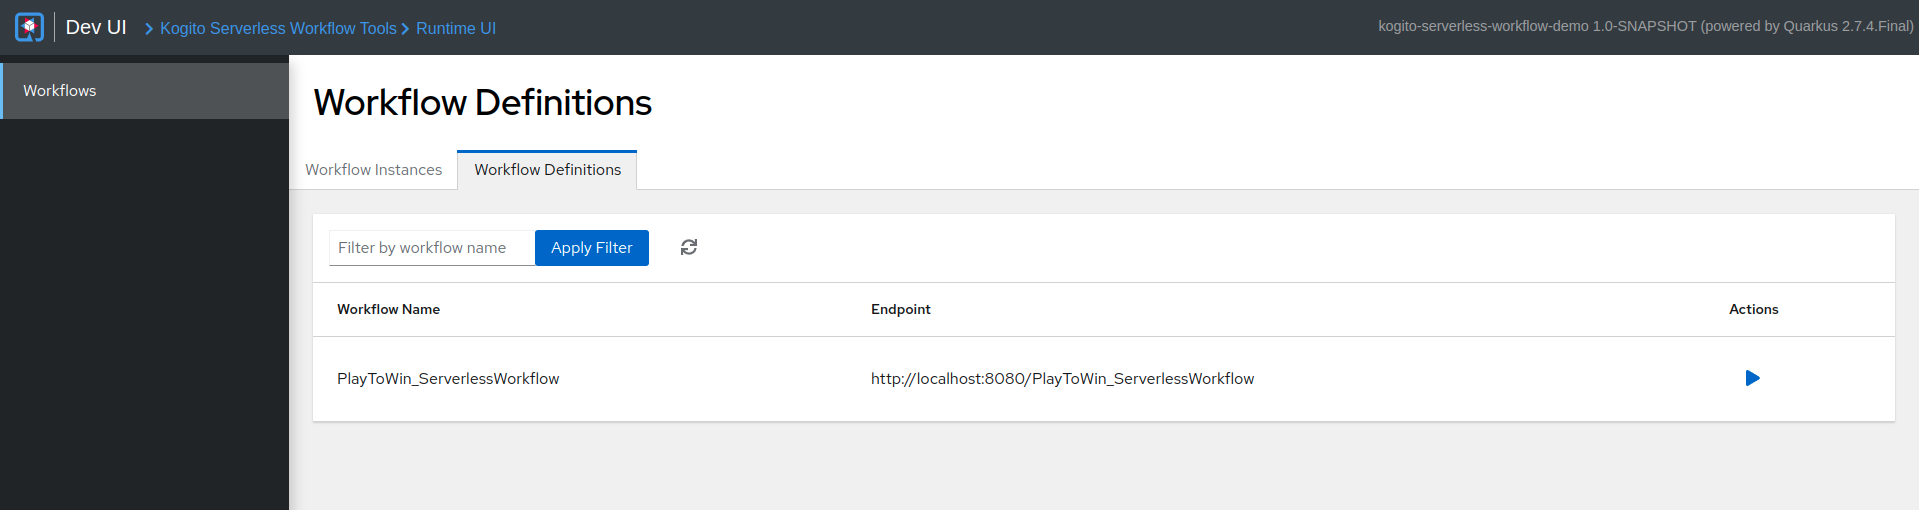 Dev UI > Kogito Serverless Workflow Tools > Runtime UI
kogito-serverless-workflow-demo 1.0-SNAPSHOT (powered by Quarkus 2.7.4.Final)
Workflows
Workflow Definitions
Workflow Instances Workflow Definitions
Filter by workflow name Apply Filter
Workflow Name Endpoint Actions
PlayToWin_ServerlessWorkflow http://localhost:8080/PlayToWin_ServerlessWorkflow